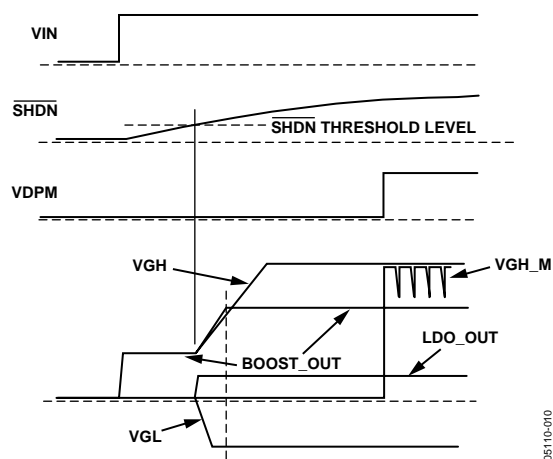 VIN
SHDN
SHDN THRESHOLD LEVEL
VDPM
VGH
VGH_M
BOOST_OUT
LDO_OUT
VGL
05110-010